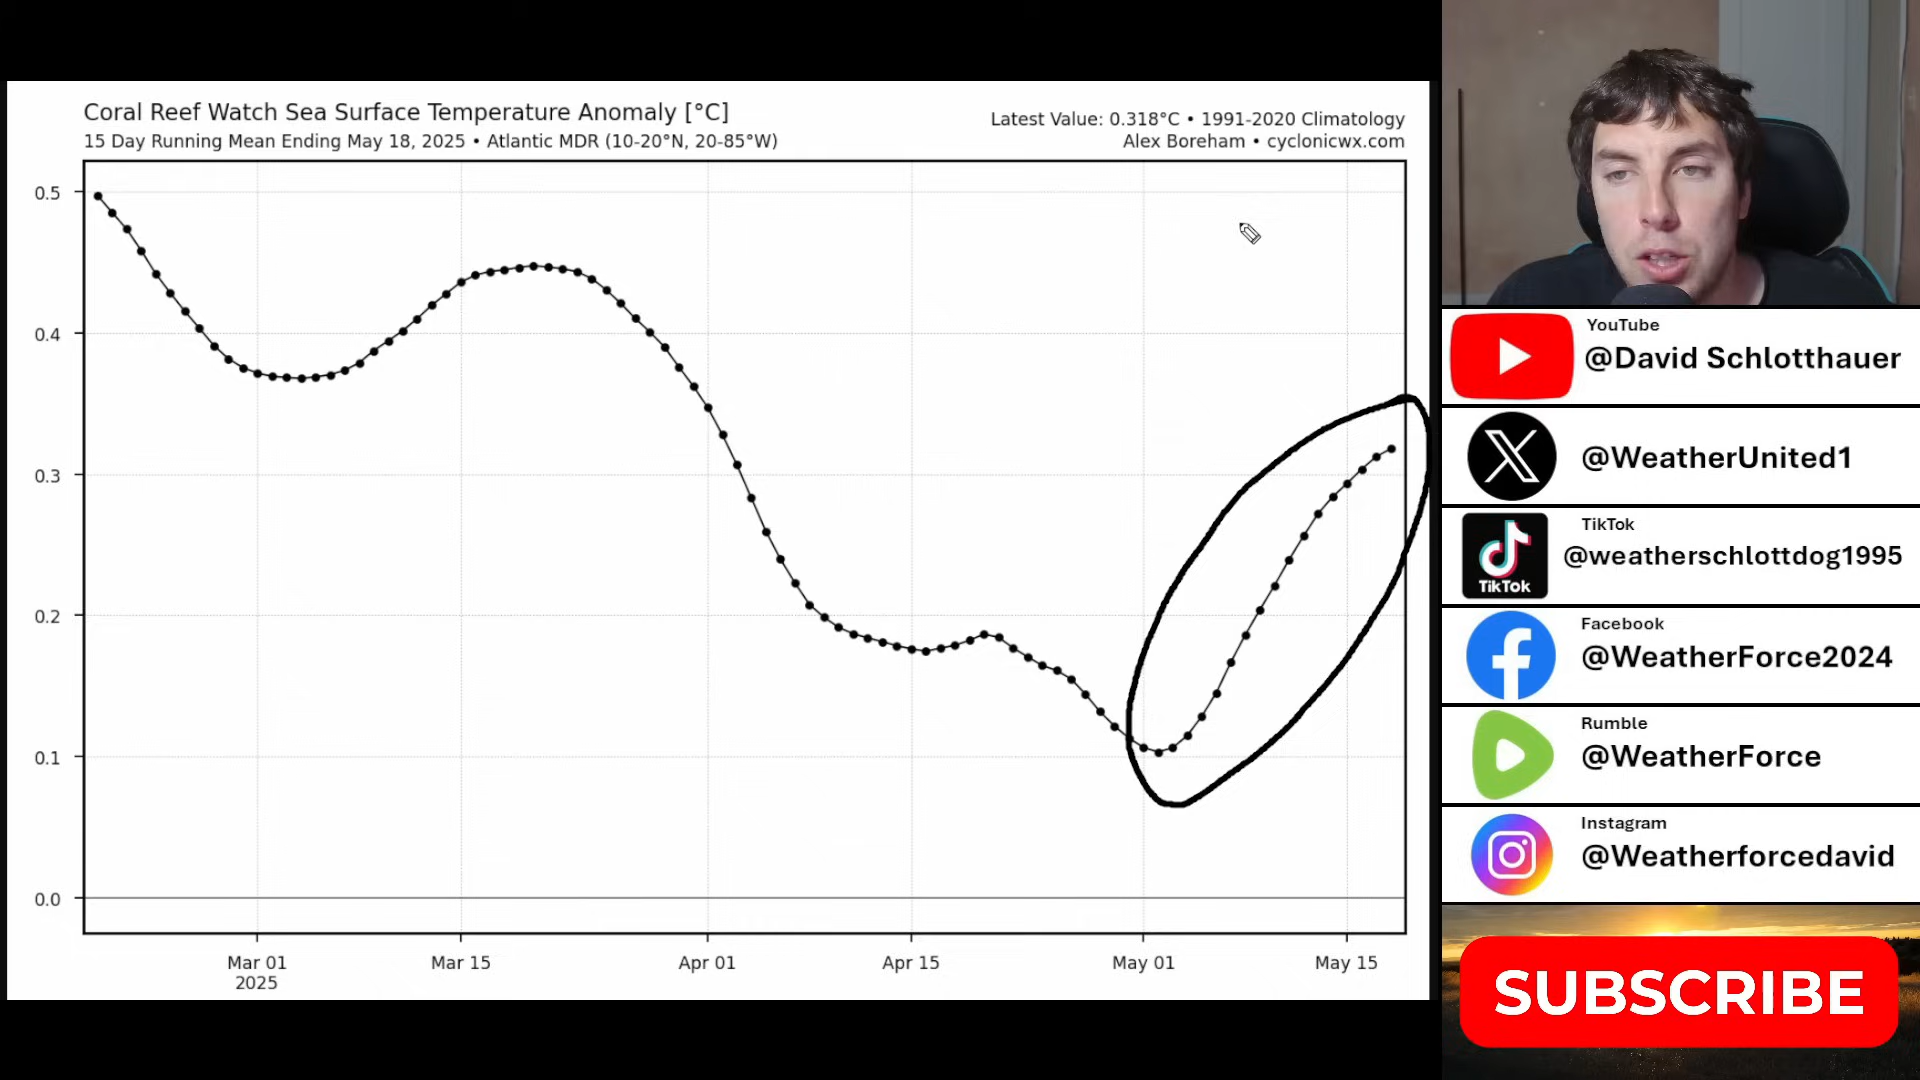 Coral Reef Watch Sea Surface Temperature Anomaly [°C]
15 Day Running Mean Ending May 18, 2025 • Atlantic MDR (10-20°N, 20-85°W)
Latest Value: 0.318°C • 1991-2020 Climatology
Alex Boreham • cyclonicwx.com
0.5
0.4
0.3
0.2
0.1
0.0
Mar 01
2025
Mar 15
Apr 01
Apr 15
May 01
May 15
YouTube
@David Schlotthauer
@WeatherUnited1
TikTok
TikTok
@weatherschlottdog1995
Facebook
@WeatherForce2024
Rumble
@WeatherForce
Instagram
@Weatherforcedavid
SUBSCRIBE